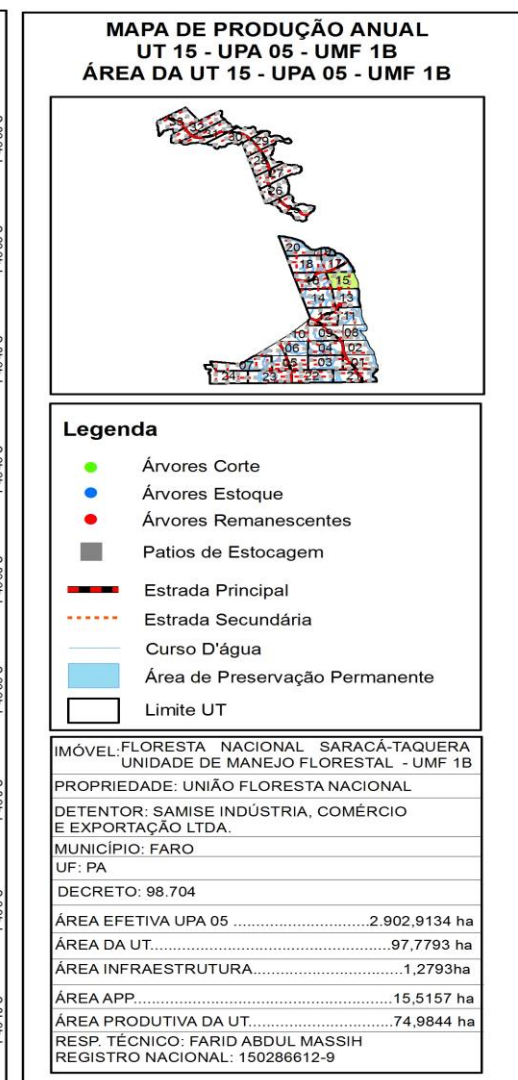 MAPA DE PRODUÇÃO ANUAL
UT 15 - UPA 05 - UMF 1B
ÁREA DA UT 15 - UPA 05 - UMF 1B
30 29
28
27
26
20
18 17
15
14 13
11
10 09 08
06 04 02
07 05 03 01
24 23 22
Legenda
Árvores Corte
Árvores Estoque
Árvores Remanescentes
Patios de Estocagem
Estrada Principal
Estrada Secundária
Curso D'água
Área de Preservação Permanente
Limite UT
IMÓVEL: FLORESTA NACIONAL SARACÁ-TAQUERA
UNIDADE DE MANEJO FLORESTAL - UMF 1B
PROPRIEDADE: UNIÃO FLORESTA NACIONAL
DETENTOR: SAMISE INDÚSTRIA, COMÉRCIO
E EXPORTAÇÃO LTDA.
MUNICÍPIO: FARO
UF: PA
DECRETO: 98.704
ÁREA EFETIVA UPA 05 ..............................2.902,9134 ha
ÁREA DA UT.....................................................97,7793 ha
ÁREA INFRAESTRUTURA.......................................1,2793ha
ÁREA APP.........................................................15,5157 ha
ÁREA PRODUTIVA DA UT................................74,9844 ha
RESP. TÉCNICO: FARID ABDUL MASSIH
REGISTRO NACIONAL: 150286612-9